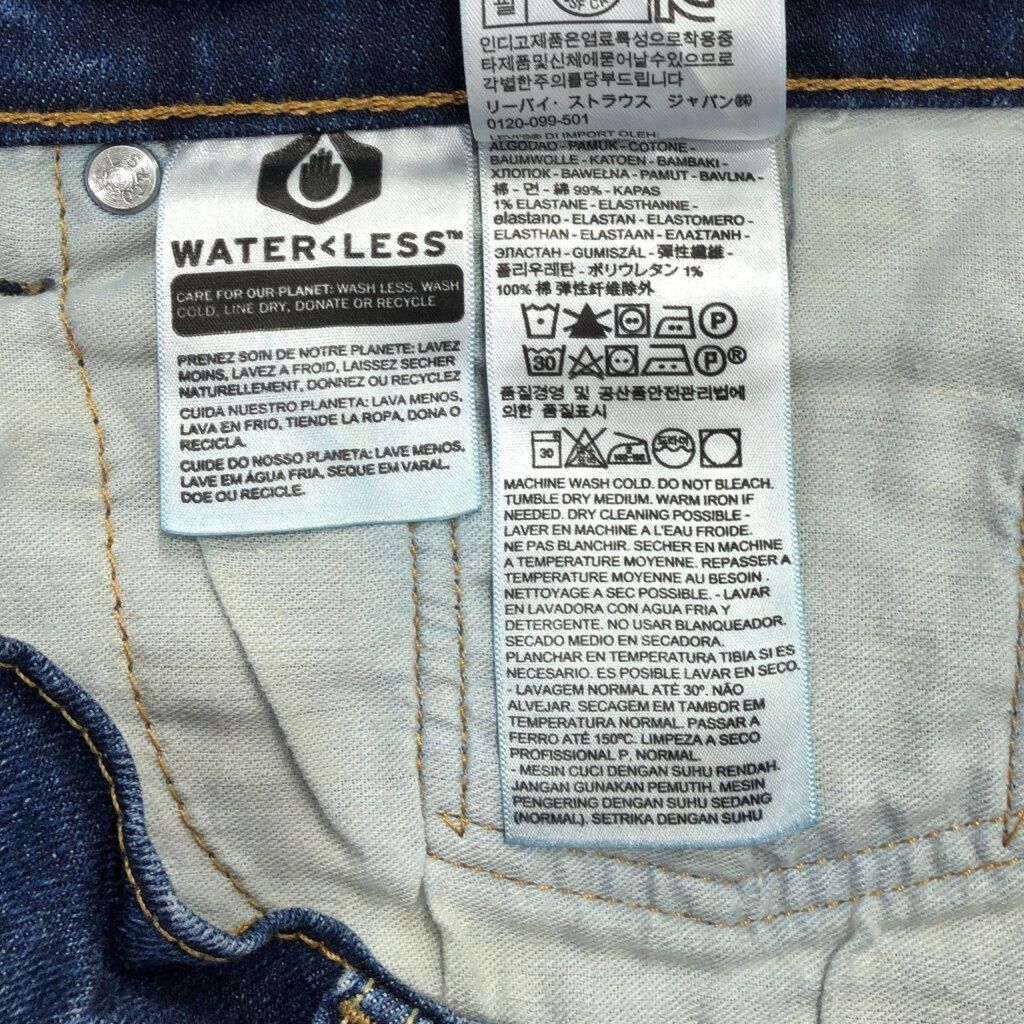 인디고제품은염료특성으로착용중
타제품및신체에묻어날수있으므로
각별한주의를당부드립니다
リーバイ・ストラウス ジャパン㈱
0120-099-501
WATER<LESS™
CARE FOR OUR PLANET: WASH LESS, WASH
COLD, LINE DRY, DONATE OR RECYCLE
PRENEZ SOIN DE NOTRE PLANETE: LAVEZ
MOINS, LAVEZ A FROID, LAISSEZ SECHER
NATURELLEMENT, DONNEZ OU RECYCLEZ
CUIDA NUESTRO PLANETA: LAVA MENOS,
LAVA EN FRIO, TIENDE LA ROPA, DONA O
RECICLA.
CUIDE DO NOSSO PLANETA: LAVE MENOS,
LAVE EM ÁGUA FRIA, SEQUE EM VARAL,
DOE OU RECICLE.
LEVI'S® DI IMPORT OLEH:
ALGODAO - PAMUK - COTONE -
BAUMWOLLE - KATOEN - BAMBAKI -
ХЛОПОК - BAWEŁNA - PAMUT - BAVLNA -
棉 - 면 - 綿 99% - KAPAS
1% ELASTANE - ELASTHANNE -
elastano - ELASTAN - ELASTOMERO -
ELASTHAN - ELASTAAN - ΕΛΑΣΤΑΝΗ -
ЭЛАСТАН - GUMISZÁL - 彈性纖維 -
폴리우레탄 - ポリウレタン 1%
100% 棉 弹性纤维除外
P
30 P®
품질경영 및 공산품안전관리법에
의한 품질표시
30 드라이
MACHINE WASH COLD. DO NOT BLEACH.
TUMBLE DRY MEDIUM. WARM IRON IF
NEEDED. DRY CLEANING POSSIBLE -
LAVER EN MACHINE A L'EAU FROIDE.
NE PAS BLANCHIR. SECHER EN MACHINE
A TEMPERATURE MOYENNE. REPASSER A
TEMPERATURE MOYENNE AU BESOIN .
NETTOYAGE A SEC POSSIBLE. - LAVAR
EN LAVADORA CON AGUA FRIA Y
DETERGENTE. NO USAR BLANQUEADOR.
SECADO MEDIO EN SECADORA.
PLANCHAR EN TEMPERATURA TIBIA SI ES
NECESARIO. ES POSIBLE LAVAR EN SECO.
- LAVAGEM NORMAL ATÉ 30º. NÃO
ALVEJAR. SECAGEM EM TAMBOR EM
TEMPERATURA NORMAL. PASSAR A
FERRO ATÉ 150ºC. LIMPEZA A SECO
PROFISSIONAL P, NORMAL.
- MESIN CUCI DENGAN SUHU RENDAH.
JANGAN GUNAKAN PEMUTIH. MESIN
PENGERING DENGAN SUHU SEDANG
(NORMAL). SETRIKA DENGAN SUHU